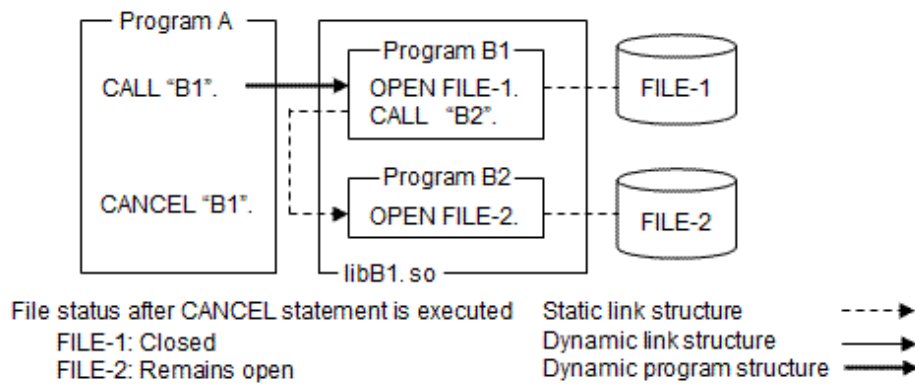 Program A
CALL “B1”.
CANCEL “B1”.
Program B1
OPEN FILE-1.
CALL “B2”.
Program B2
OPEN FILE-2.
libB1. so
FILE-1
FILE-2
File status after CANCEL statement is executed
FILE-1: Closed
FILE-2: Remains open
Static link structure
Dynamic link structure
Dynamic program structure